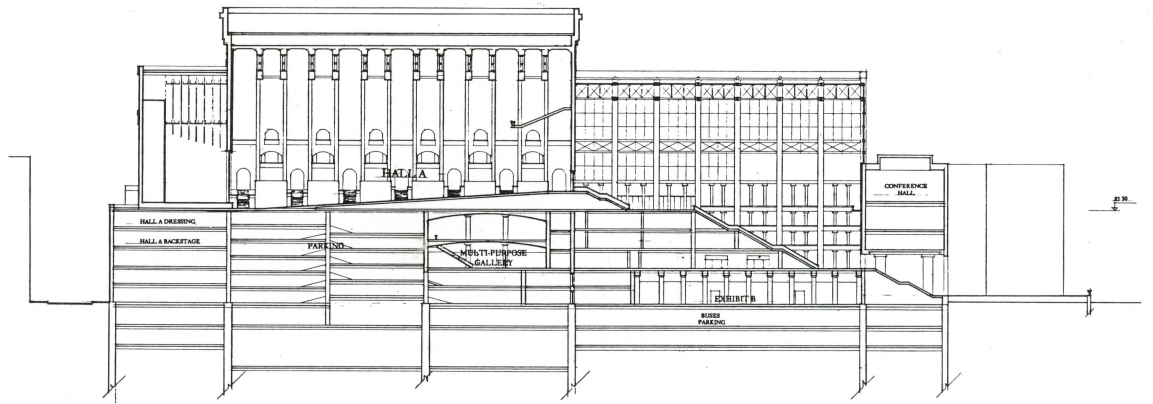 HALL A
CONFERENCE
HALL
HALL A DRESSING
HALL A BACKSTAGE
PARKING
MULTI-PURPOSE
GALLERY
EXHIBIT B
BUSES
PARKING